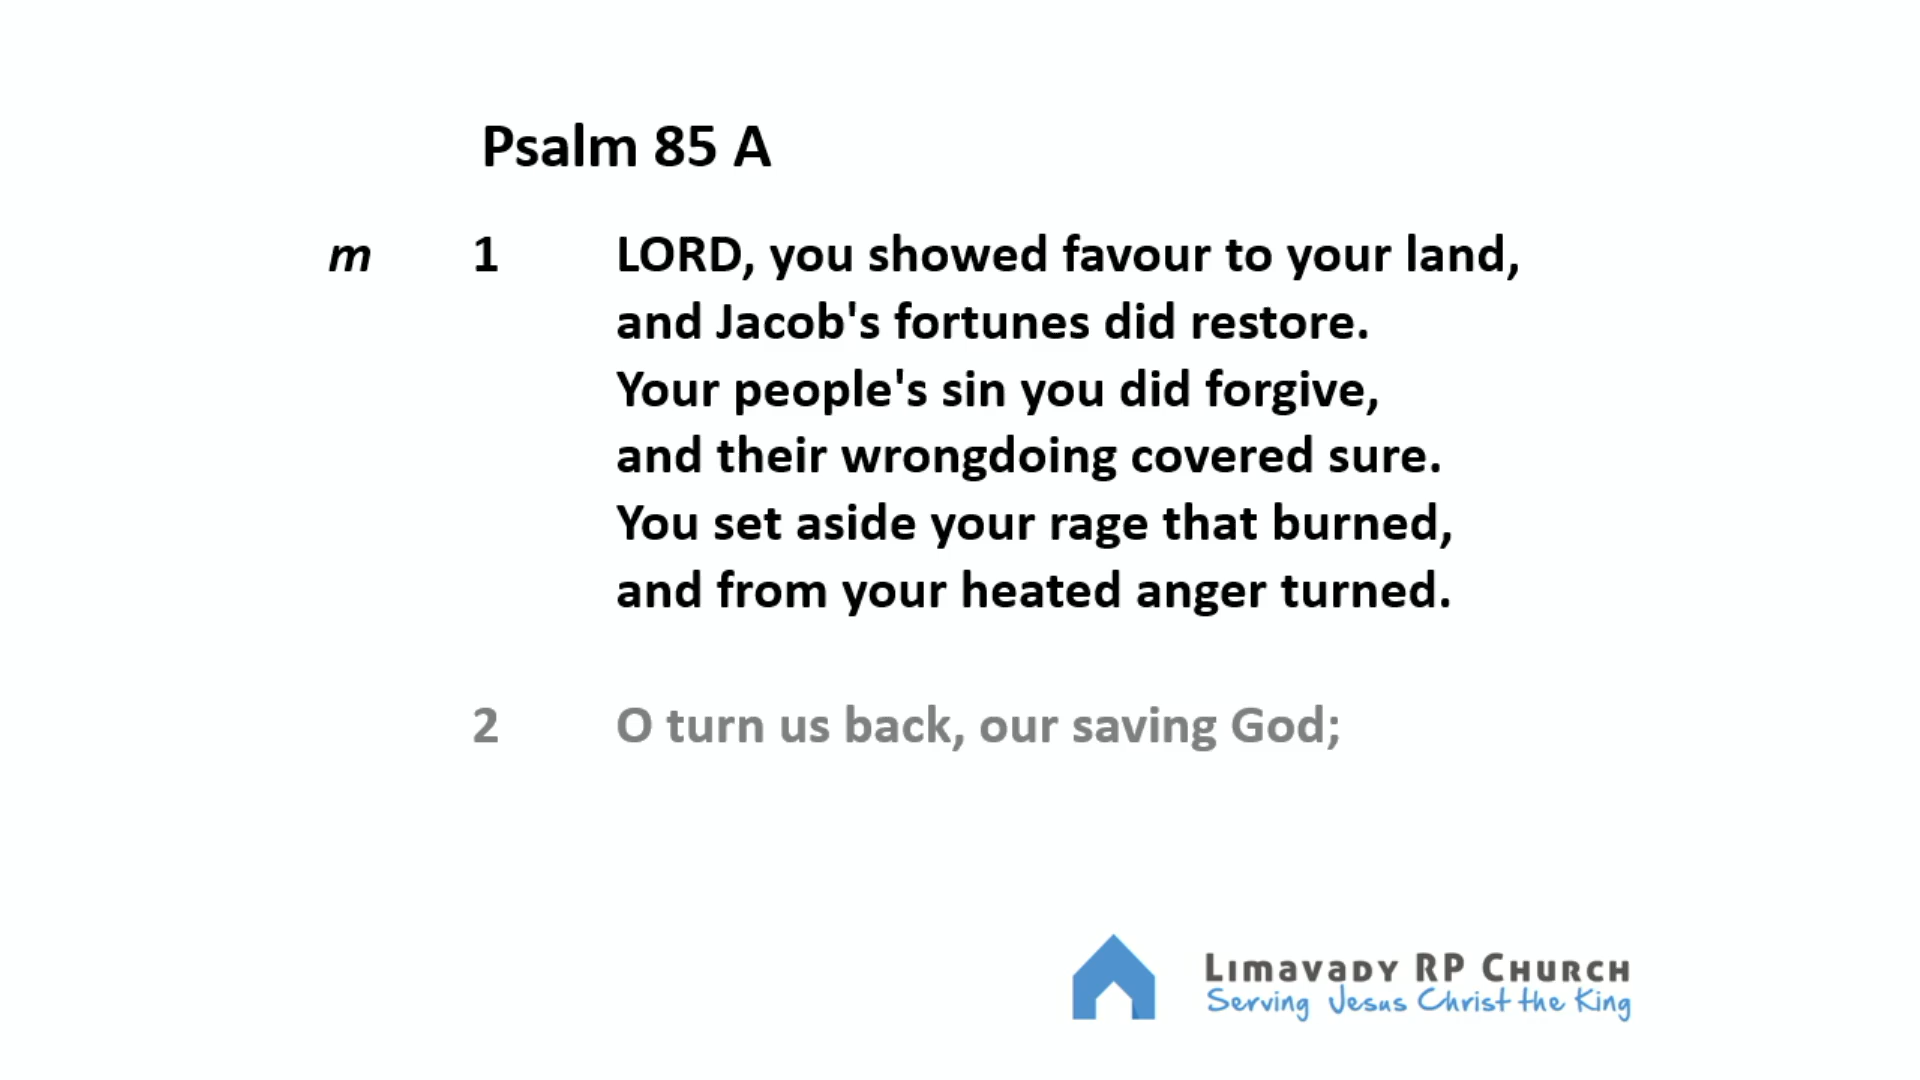 Psalm 85 A
m 1 LORD, you showed favour to your land,
and Jacob's fortunes did restore.
Your people's sin you did forgive,
and their wrongdoing covered sure.
You set aside your rage that burned,
and from your heated anger turned.
2 O turn us back, our saving God;
LIMAVADY RP CHURCH
Serving Jesus Christ the King